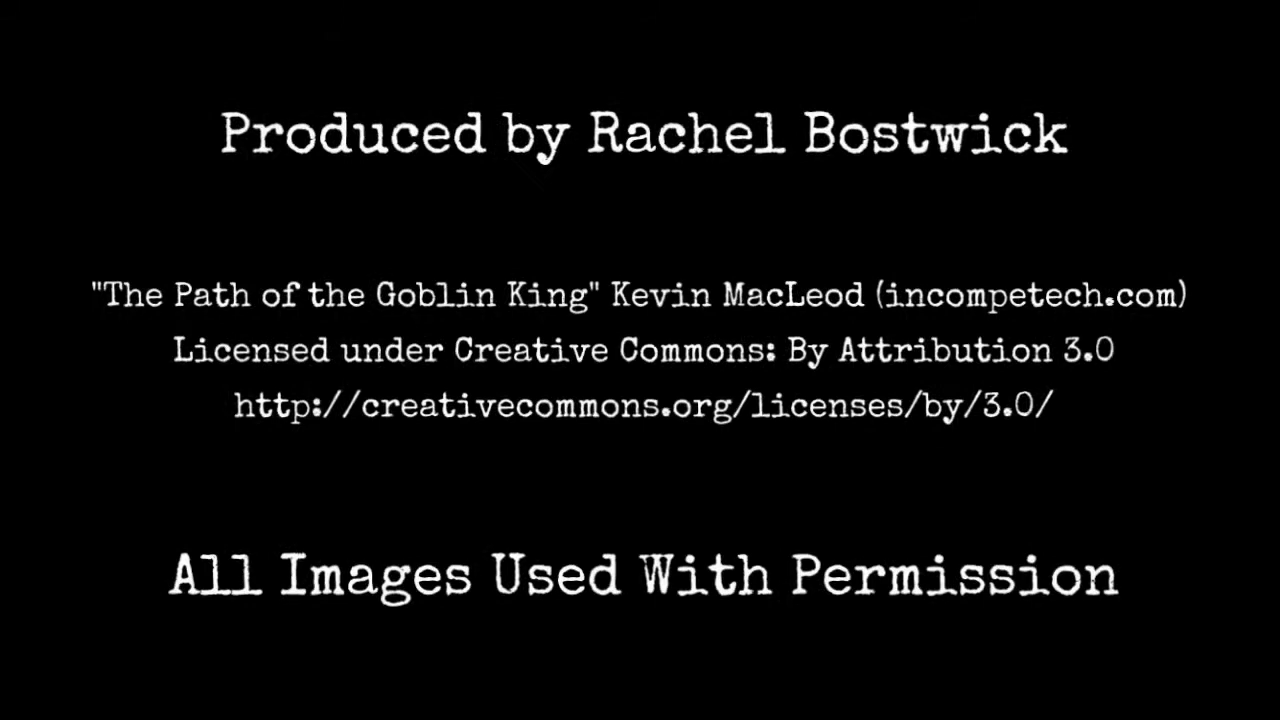 Produced by Rachel Bostwick
"The Path of the Goblin King" Kevin MacLeod (incompetech.com)
Licensed under Creative Commons: By Attribution 3.0
http://creativecommons.org/licenses/by/3.0/
All Images Used With Permission